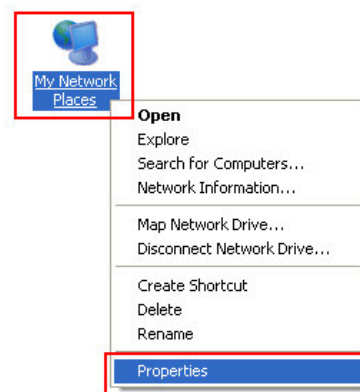 My Network
Places
Open
Explore
Search for Computers...
Network Information...
Map Network Drive...
Disconnect Network Drive...
Create Shortcut
Delete
Rename
Properties